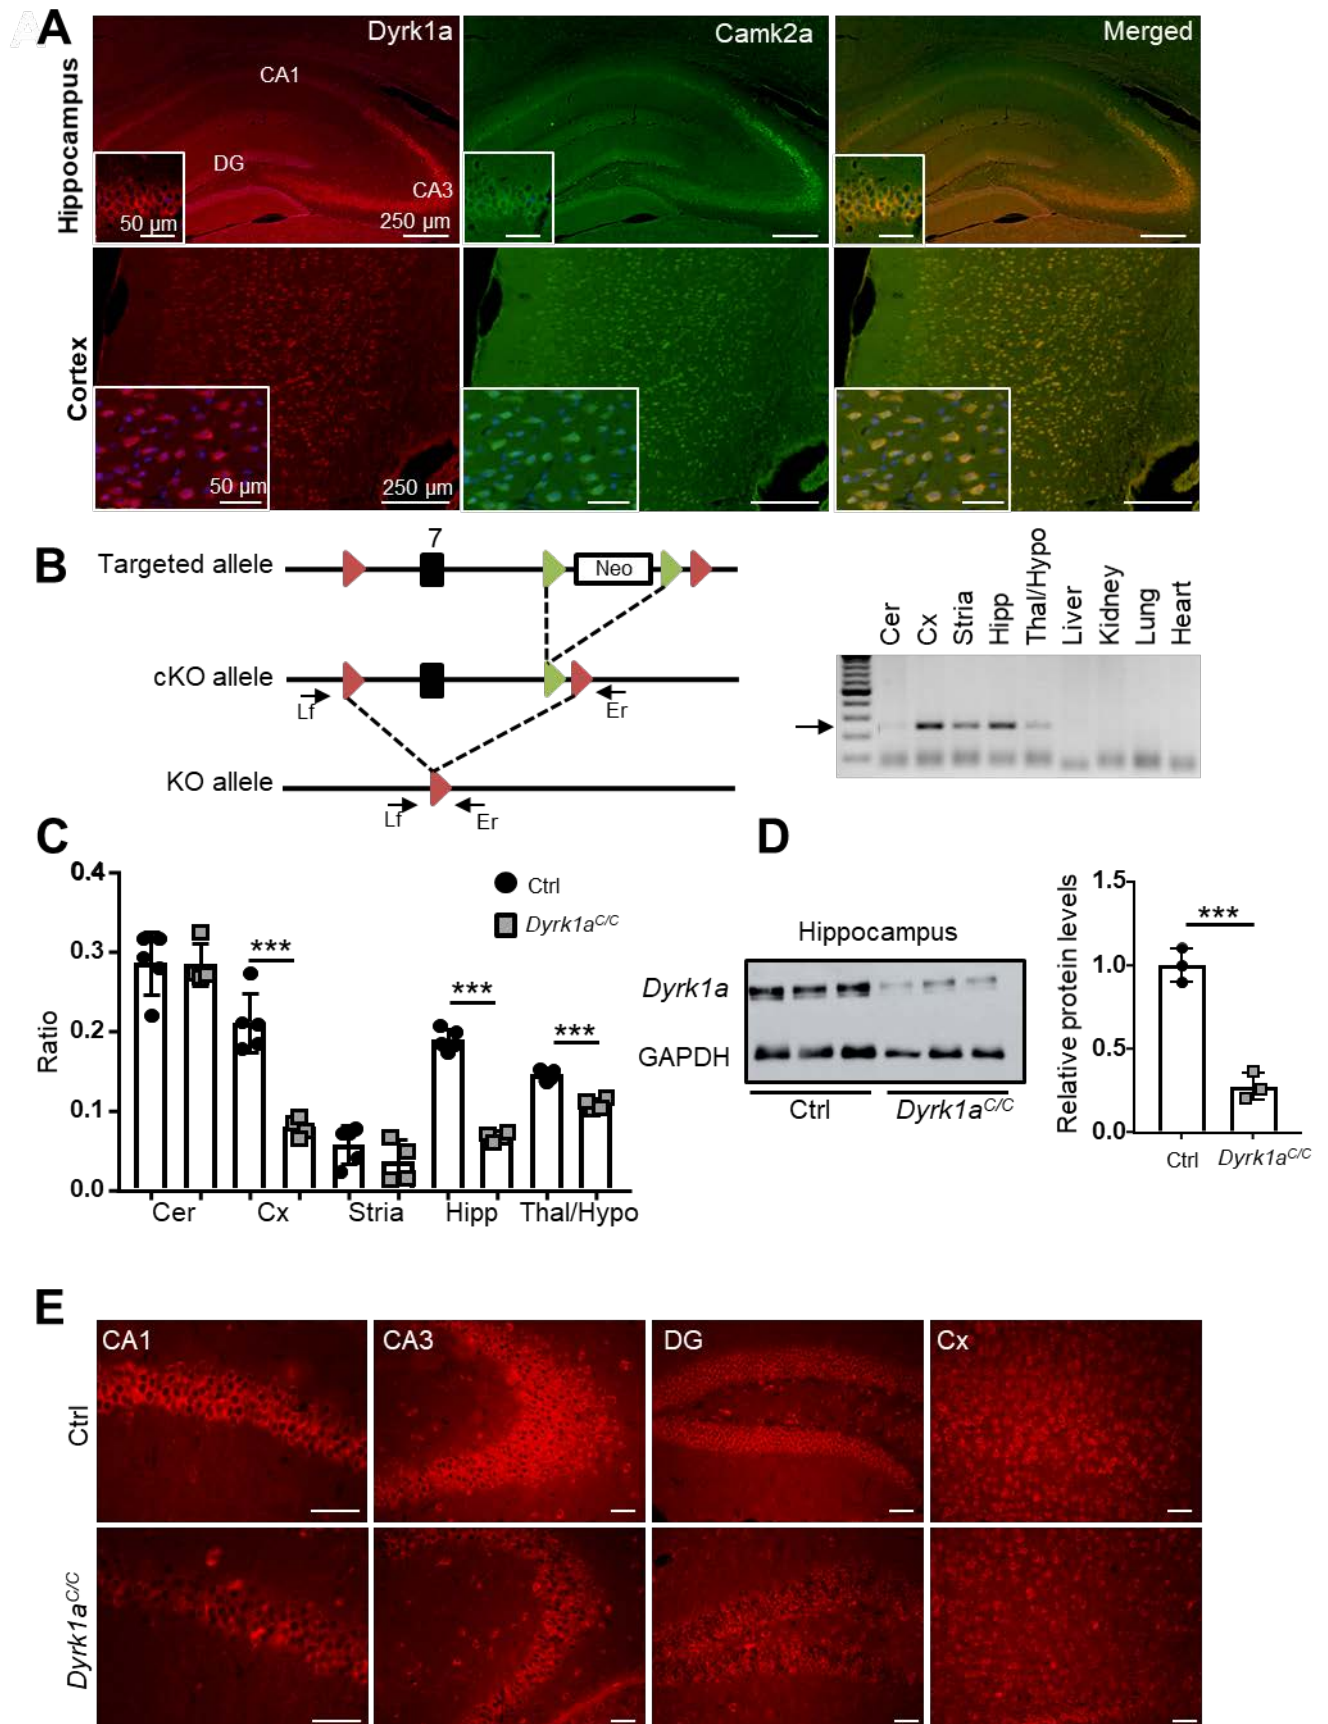 A
Dyrk1a
Camk2a
Merged
Hippocampus
CA1
DG
CA3
50 µm
250 µm
Cortex
50 µm
250 µm
B
7
Targeted allele
Neo
cKO allele
Lf
Er
KO allele
Lf
Er
Cer
Cx
Stria
Hipp
Thal/Hypo
Liver
Kidney
Lung
Heart
C
Ratio
0.4
0.3
0.2
0.1
0.0
Ctrl
Dyrk1aC/C
***
***
***
Cer
Cx
Stria
Hipp
Thal/Hypo
D
Hippocampus
Dyrk1a
GAPDH
Ctrl
Dyrk1aC/C
Relative protein levels
1.5
1.0
0.5
0.0
***
Ctrl
Dyrk1aC/C
E
CA1
CA3
DG
Cx
Ctrl
Dyrk1aC/C